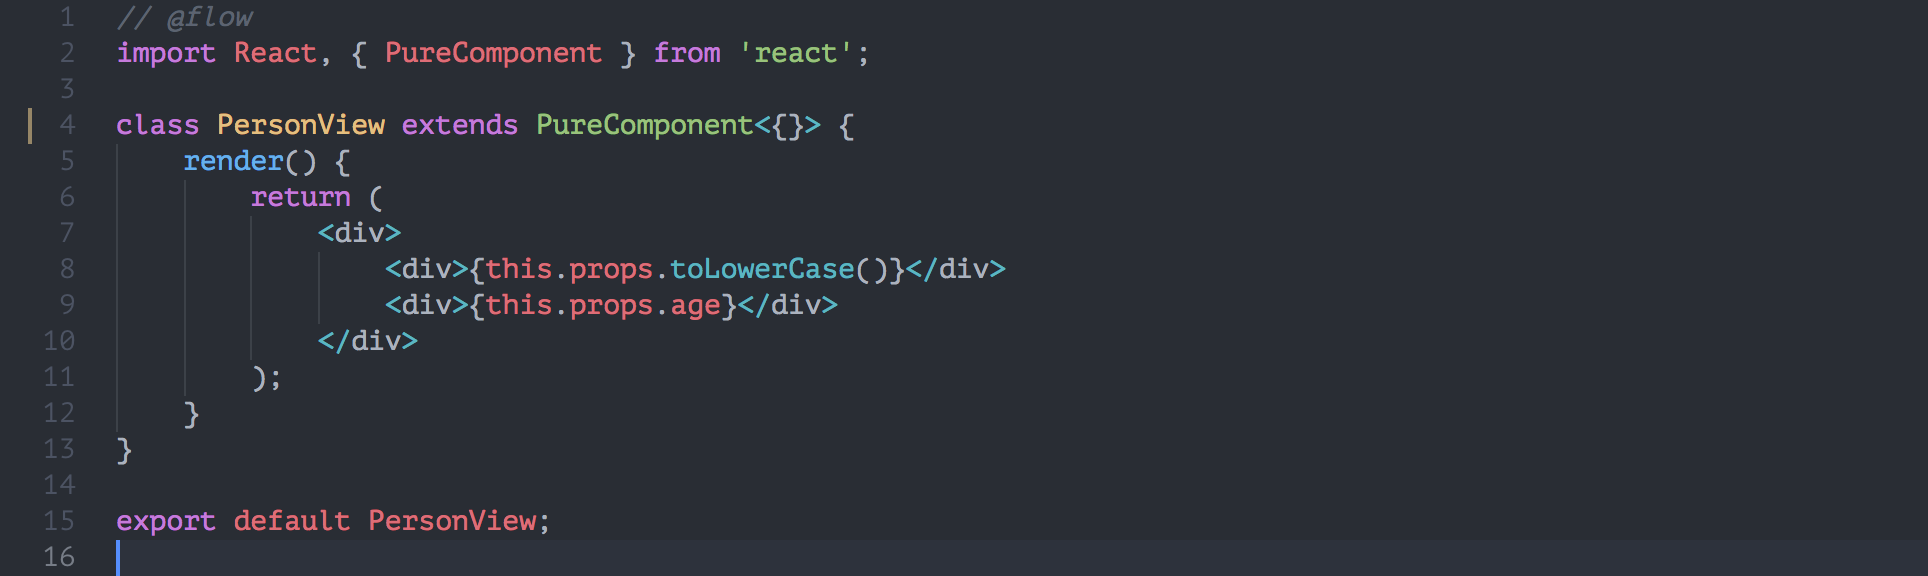 1 // @flow
2 import React, { PureComponent } from 'react';
3
4 class PersonView extends PureComponent<{}> {
5     render() {
6         return (
7             <div>
8                 <div>{this.props.toLowerCase()}</div>
9                 <div>{this.props.age}</div>
10             </div>
11         );
12     }
13 }
14
15 export default PersonView;
16